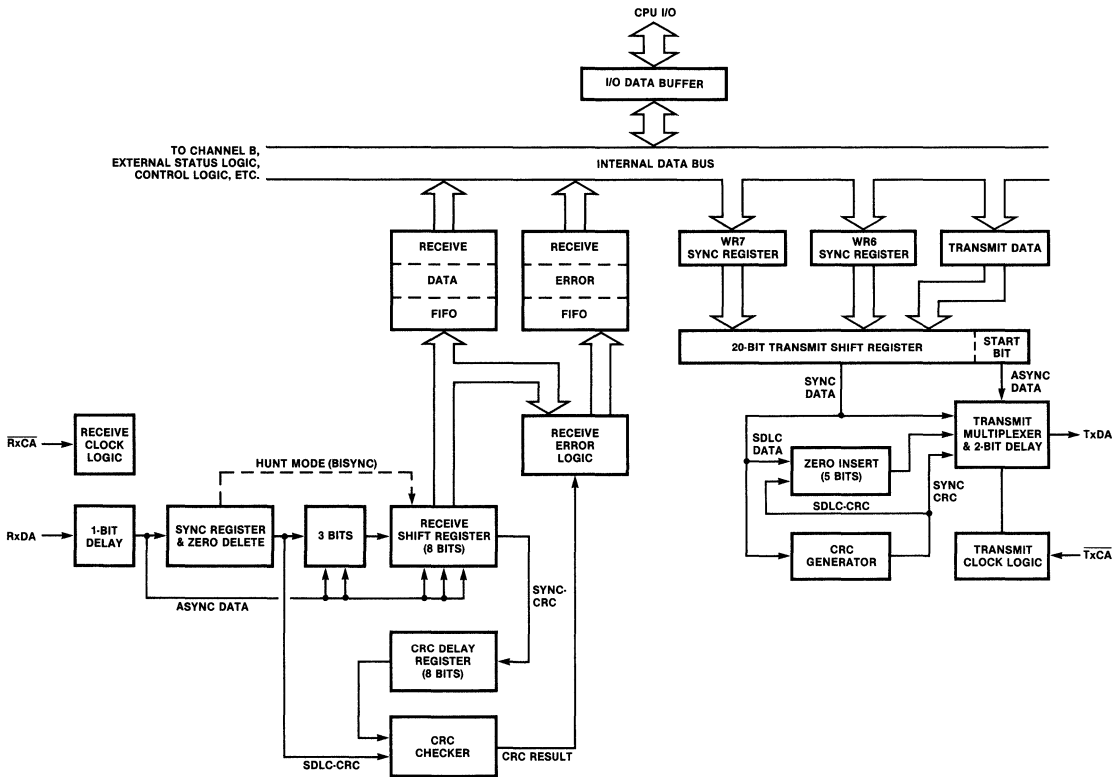 CPU I/O
I/O DATA BUFFER
TO CHANNEL B,
EXTERNAL STATUS LOGIC,
CONTROL LOGIC, ETC.
INTERNAL DATA BUS
RECEIVE
DATA
FIFO
RECEIVE
ERROR
FIFO
WR7
SYNC REGISTER
WR6
SYNC REGISTER
TRANSMIT DATA
20-BIT TRANSMIT SHIFT REGISTER
START
BIT
SYNC
DATA
ASYNC
DATA
RxCA
RECEIVE
CLOCK
LOGIC
RECEIVE
ERROR
LOGIC
SDLC
DATA
ZERO INSERT
(5 BITS)
TRANSMIT
MULTIPLEXER
& 2-BIT DELAY
TxDA
SYNC
CRC
SDLC-CRC
HUNT MODE (BISYNC)
RxDA
1-BIT
DELAY
SYNC REGISTER
& ZERO DELETE
3 BITS
RECEIVE
SHIFT REGISTER
(8 BITS)
CRC
GENERATOR
TRANSMIT
CLOCK LOGIC
TxCA
ASYNC DATA
SYNC-
CRC
CRC DELAY
REGISTER
(8 BITS)
CRC
CHECKER
SDLC-CRC
CRC RESULT